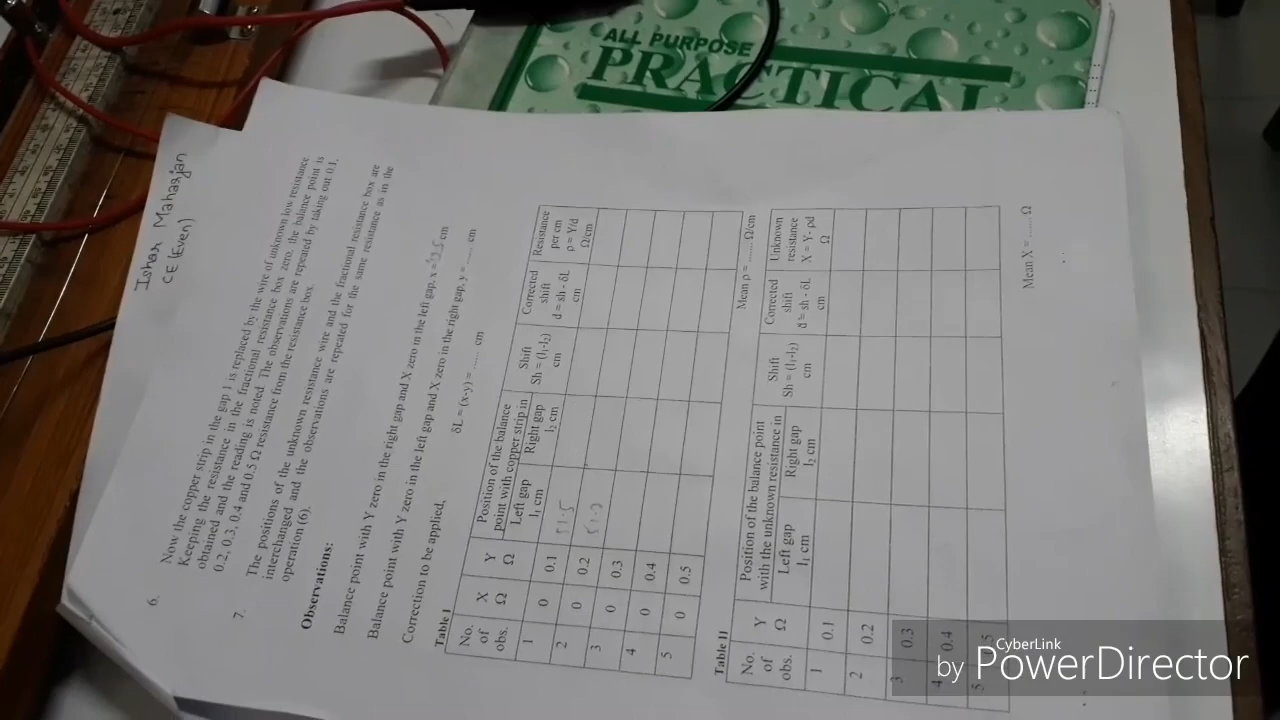 ALL PURPOSE
PRACTICAL
Ishan Maharjan
CE (Even)
6. Now the copper strip in the gap 1 is replaced by the wire of unknown low resistance
Keeping the resistance in the fractional resistance box zero, the balance point is
obtained and the reading is noted. The observations are repeated by taking out 0.1,
0.2, 0.3, 0.4 and 0.5 Ω resistance from the resistance box.
7. The positions of the unknown resistance wire and the fractional resistance box are
interchanged and the observations are repeated for the same resistance as in the
operation (6).
Observations:
Balance point with Y zero in the right gap and X zero in the left gap, x = cm
Balance point with Y zero in the left gap and X zero in the right gap, y = ...... cm
Correction to be applied, δL = (x-y) = ...... cm
Table I
No. of obs. X Ω Y Ω Position of the balance point with copper strip in Left gap l₁ cm Right gap l₂ cm Shift Sh = (l₁-l₂) cm Corrected shift d = sh - δL cm Resistance per cm ρ = Y/d Ω/cm
1 0 0.1 51.5
2 0 0.2
3 0 0.3
4 0 0.4
5 0 0.5
Mean ρ = ........ Ω/cm
Table II
No. of obs. Y Ω Position of the balance point with the unknown resistance in Left gap l₁ cm Right gap l₂ cm Shift Sh = (l₁-l₂) cm Corrected shift d = sh - δL cm Unknown resistance X = Y- ρd Ω
1 0.1
2 0.2
3 0.3
4 0.4
5 .5
Mean X = ...... Ω
by CyberLink
PowerDirector